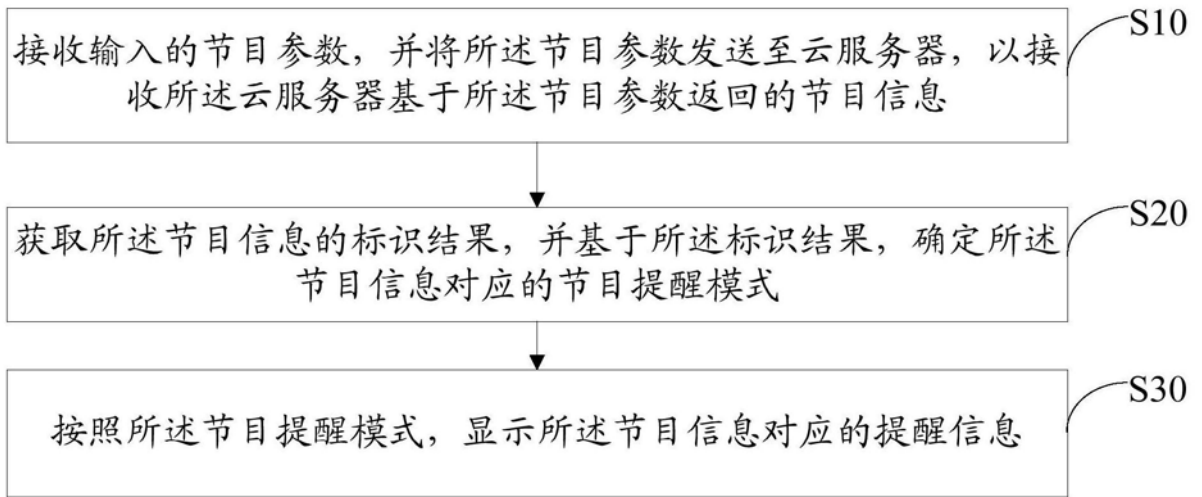 S10
接收输入的节目参数，并将所述节目参数发送至云服务器，以接
收所述云服务器基于所述节目参数返回的节目信息
S20
获取所述节目信息的标识结果，并基于所述标识结果，确定所述
节目信息对应的节目提醒模式
S30
按照所述节目提醒模式，显示所述节目信息对应的提醒信息